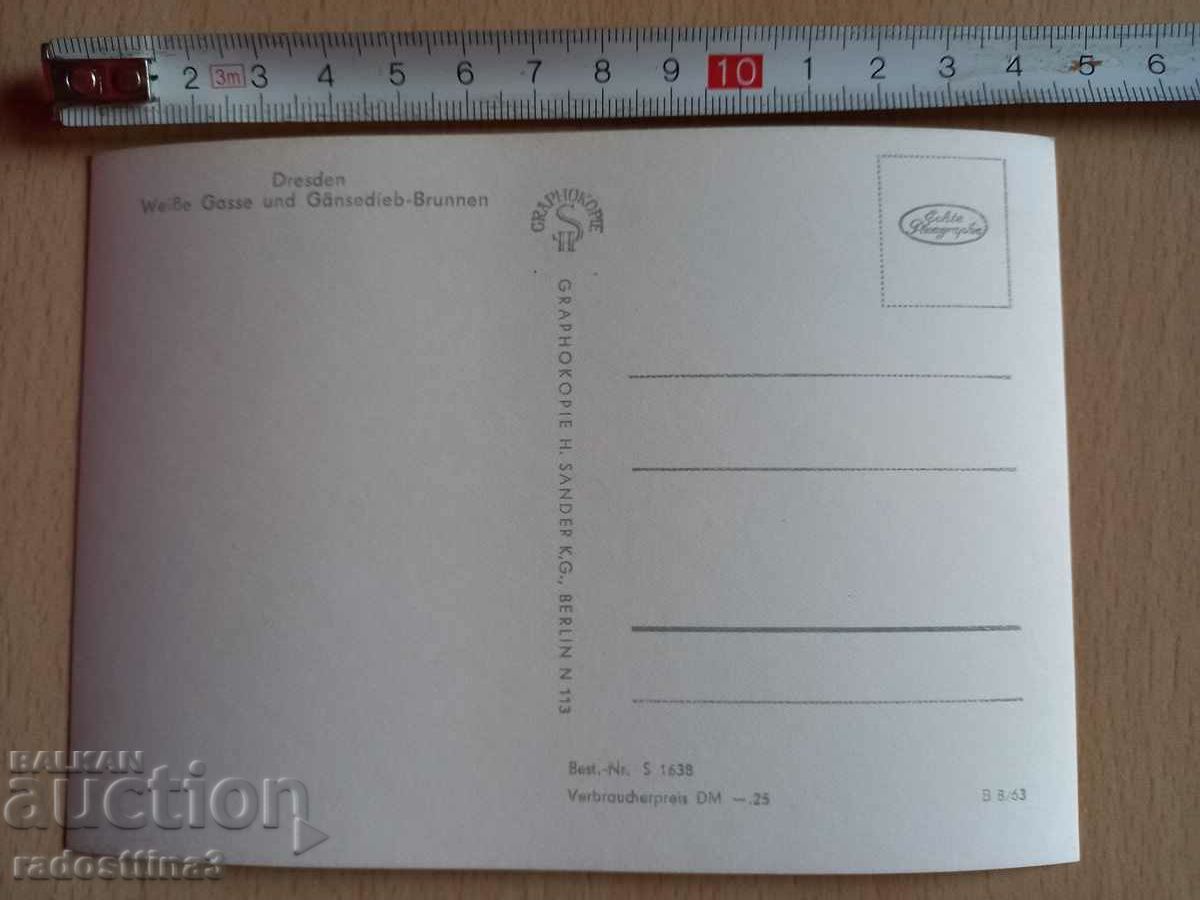 2 3m 3 4 5 6 7 8 9 10 1 2 3 4 5 6
Dresden
Weiße Gasse und Gänsedieb-Brunnen
GRAPHOKOPIE
H S
Echte
GRAPHOKOPIE H. SANDER K.G., BERLIN N 113
Best.-Nr. S 1638
Verbraucherpreis DM —.25
B 8/63
BALKAN
auction
radosttina3